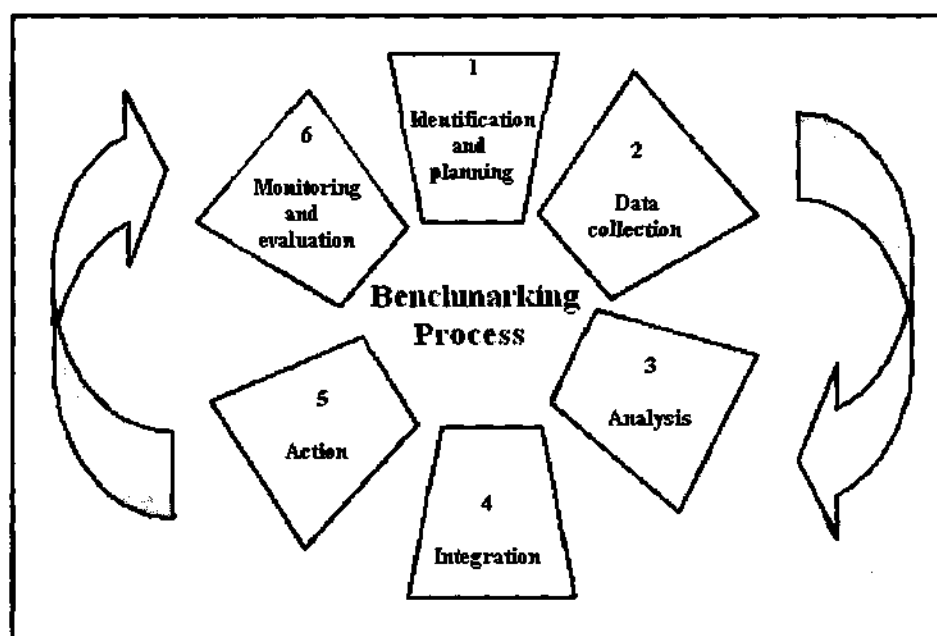 1
Identification
and
planning
2
Data
collection
3
Analysis
4
Integration
5
Action
6
Monitoring
and
evaluation
Benchmarking
Process